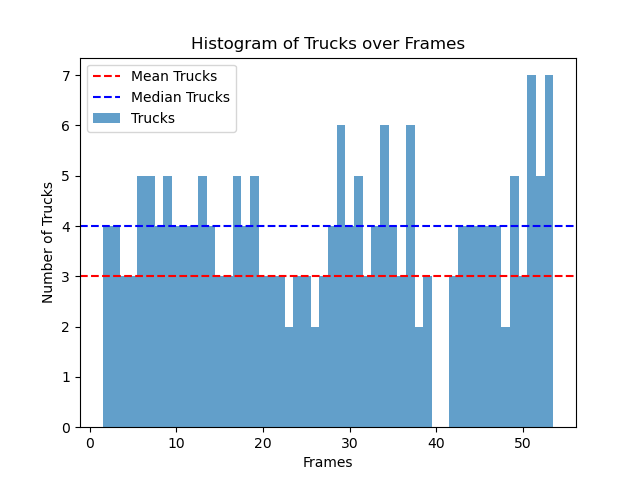 Histogram of Trucks over Frames
7
6
5
4
3
2
1
0
Number of Trucks
Mean Trucks
Median Trucks
Trucks
0 10 20 30 40 50
Frames